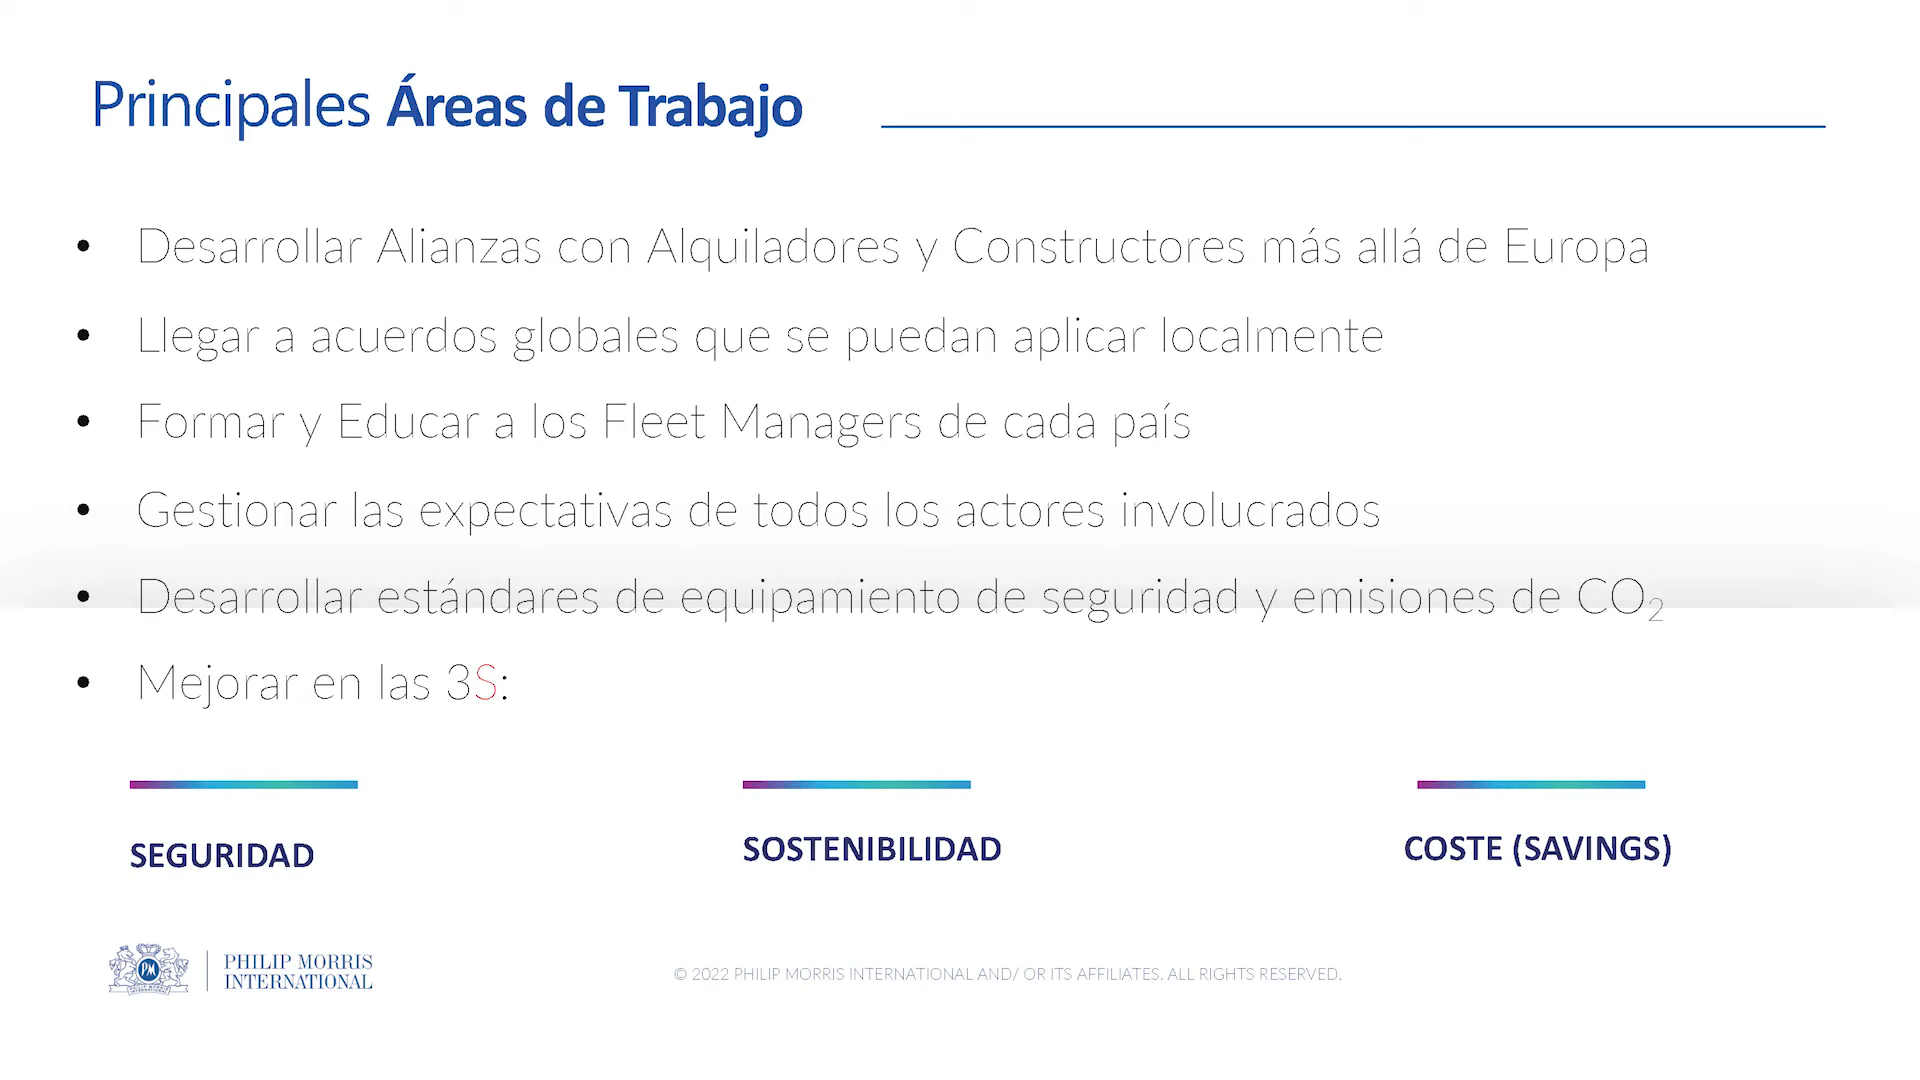 Principales Áreas de Trabajo
• Desarrollar Alianzas con Alquiladores y Constructores más allá de Europa
• Llegar a acuerdos globales que se puedan aplicar localmente
• Formar y Educar a los Fleet Managers de cada país
• Gestionar las expectativas de todos los actores involucrados
• Desarrollar estándares de equipamiento de seguridad y emisiones de CO₂
• Mejorar en las 3S:
SEGURIDAD
SOSTENIBILIDAD
COSTE (SAVINGS)
PM
PHILIP MORRIS
INTERNATIONAL
© 2022 PHILIP MORRIS INTERNATIONAL AND/ OR ITS AFFILIATES. ALL RIGHTS RESERVED.